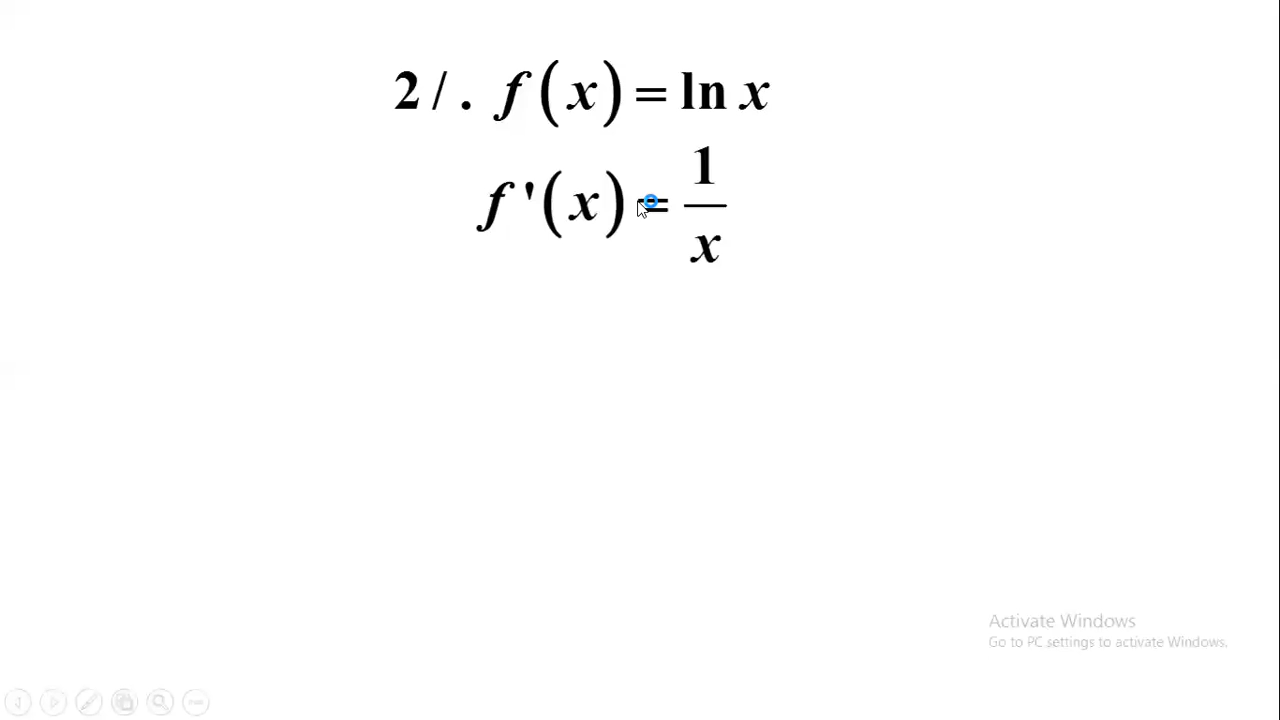 2 / . f(x) = ln x
f'(x) = 1/x
Activate Windows
Go to PC settings to activate Windows.